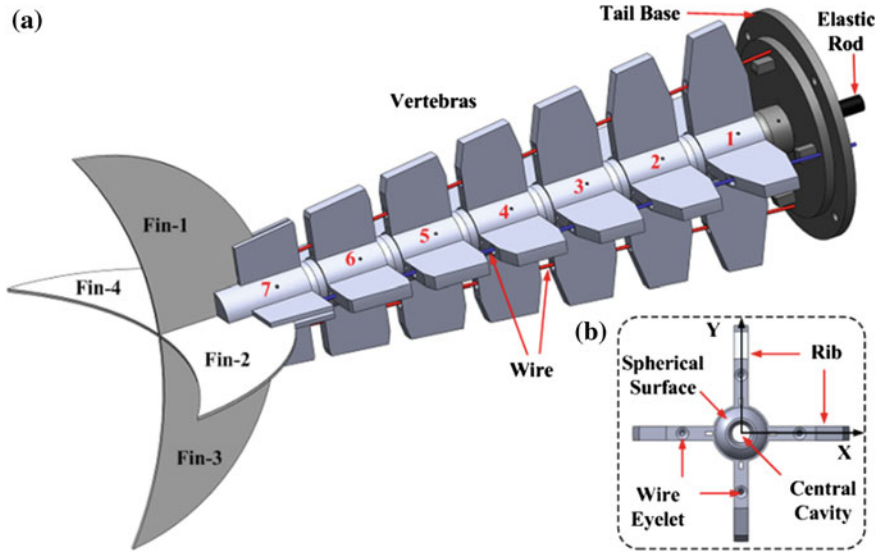 (a)
Tail Base
Elastic
Rod
Vertebras
1
2
3
4
5
6
7
Fin-1
Fin-4
Fin-2
Fin-3
Wire
(b)
Y
Rib
Spherical
Surface
X
Wire
Eyelet
Central
Cavity